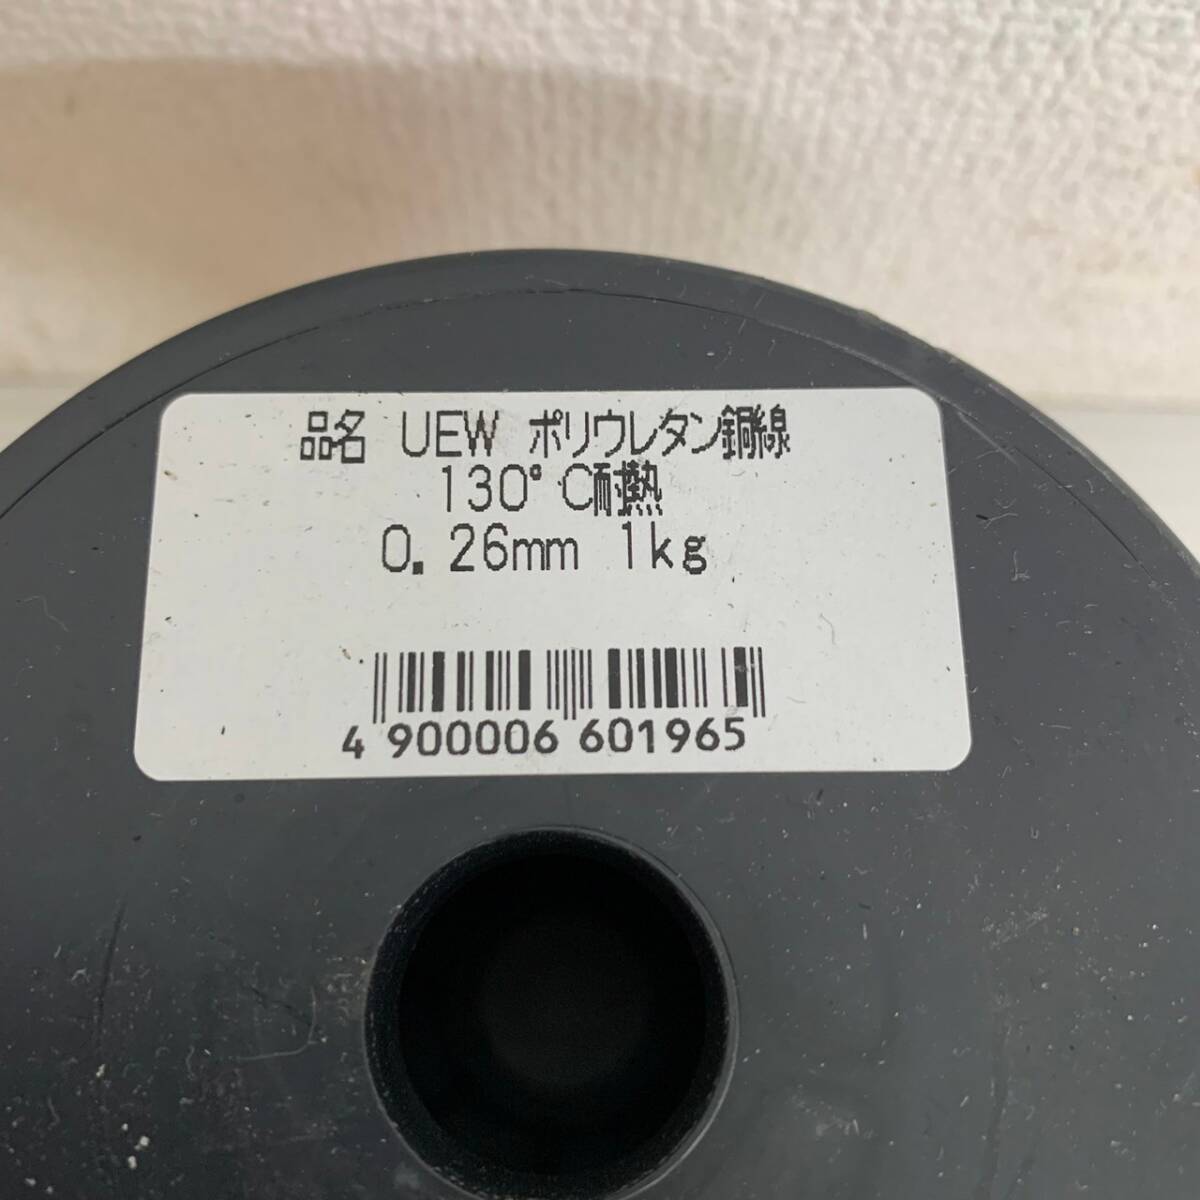 品名 UEW ポリウレタン銅線
130°C耐熱
0.26mm 1kg
4 900006 601965